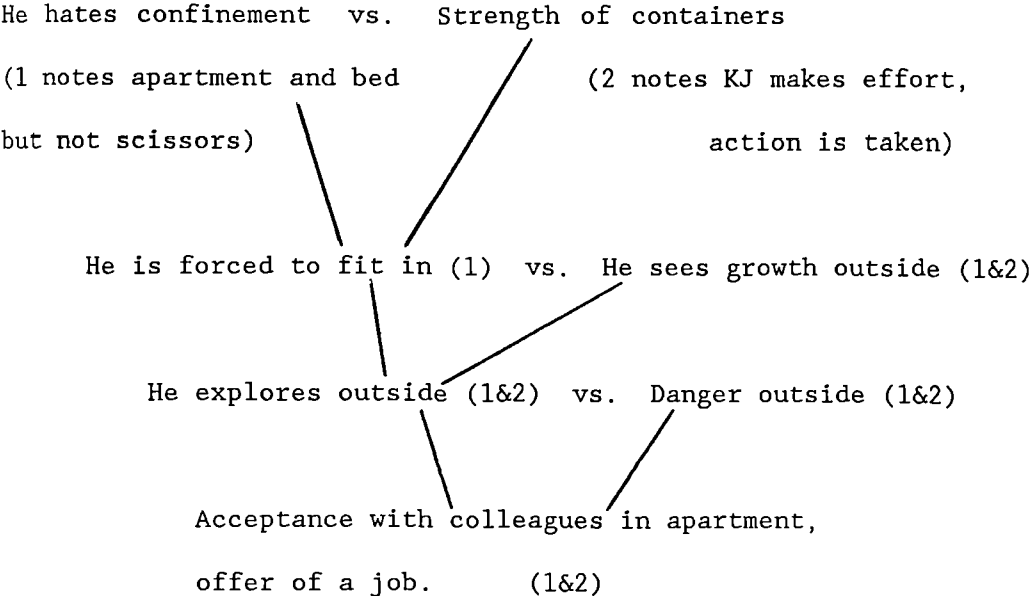 He hates confinement vs. Strength of containers
(1 notes apartment and bed (2 notes KJ makes effort,
but not scissors) action is taken)
He is forced to fit in (1) vs. He sees growth outside (1&2)
He explores outside (1&2) vs. Danger outside (1&2)
Acceptance with colleagues in apartment,
offer of a job. (1&2)